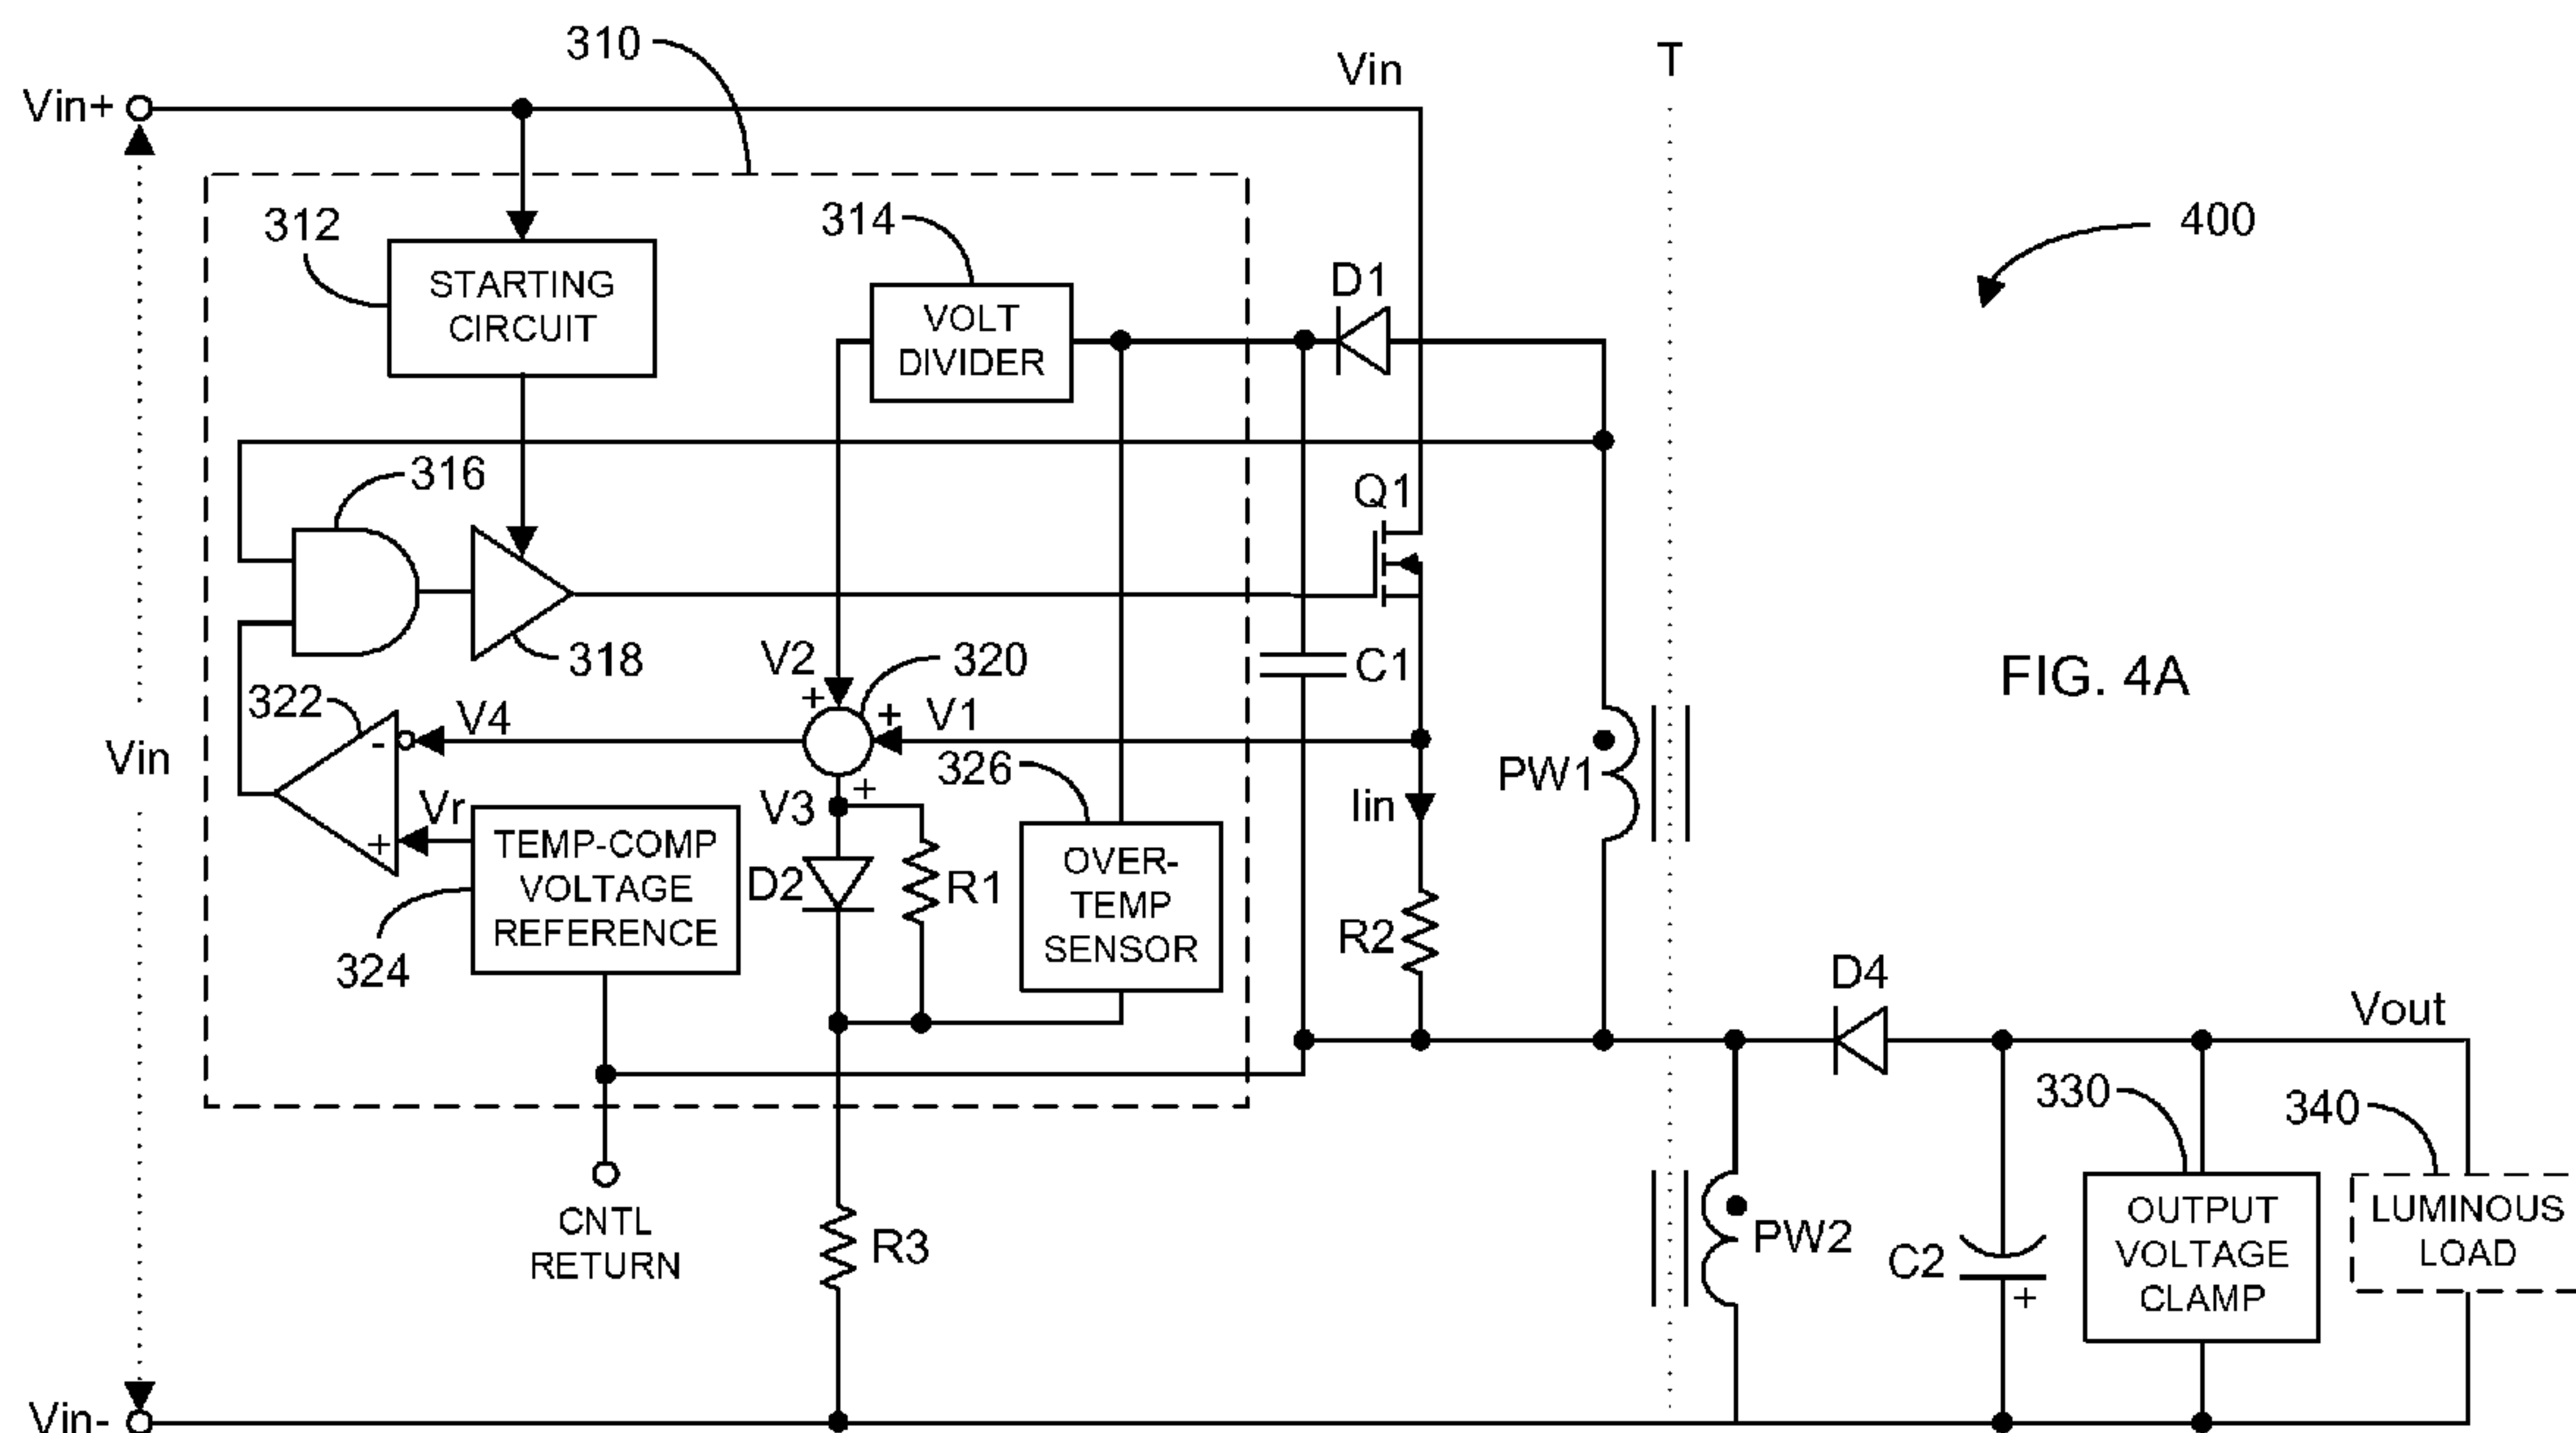 310
Vin
T
Vin+
312
314
400
STARTING
CIRCUIT
VOLT
DIVIDER
D1
316
Q1
318
V2
320
C1
FIG. 4A
+
+
322
V4
V1
-
Vin
326
PW1
V3
+
Iin
Vr
+
TEMP-COMP
VOLTAGE
REFERENCE
D2
R1
OVER-
TEMP
SENSOR
R2
324
D4
Vout
330
340
CNTL
RETURN
R3
PW2
C2
+
OUTPUT
VOLTAGE
CLAMP
LUMINOUS
LOAD
Vin-